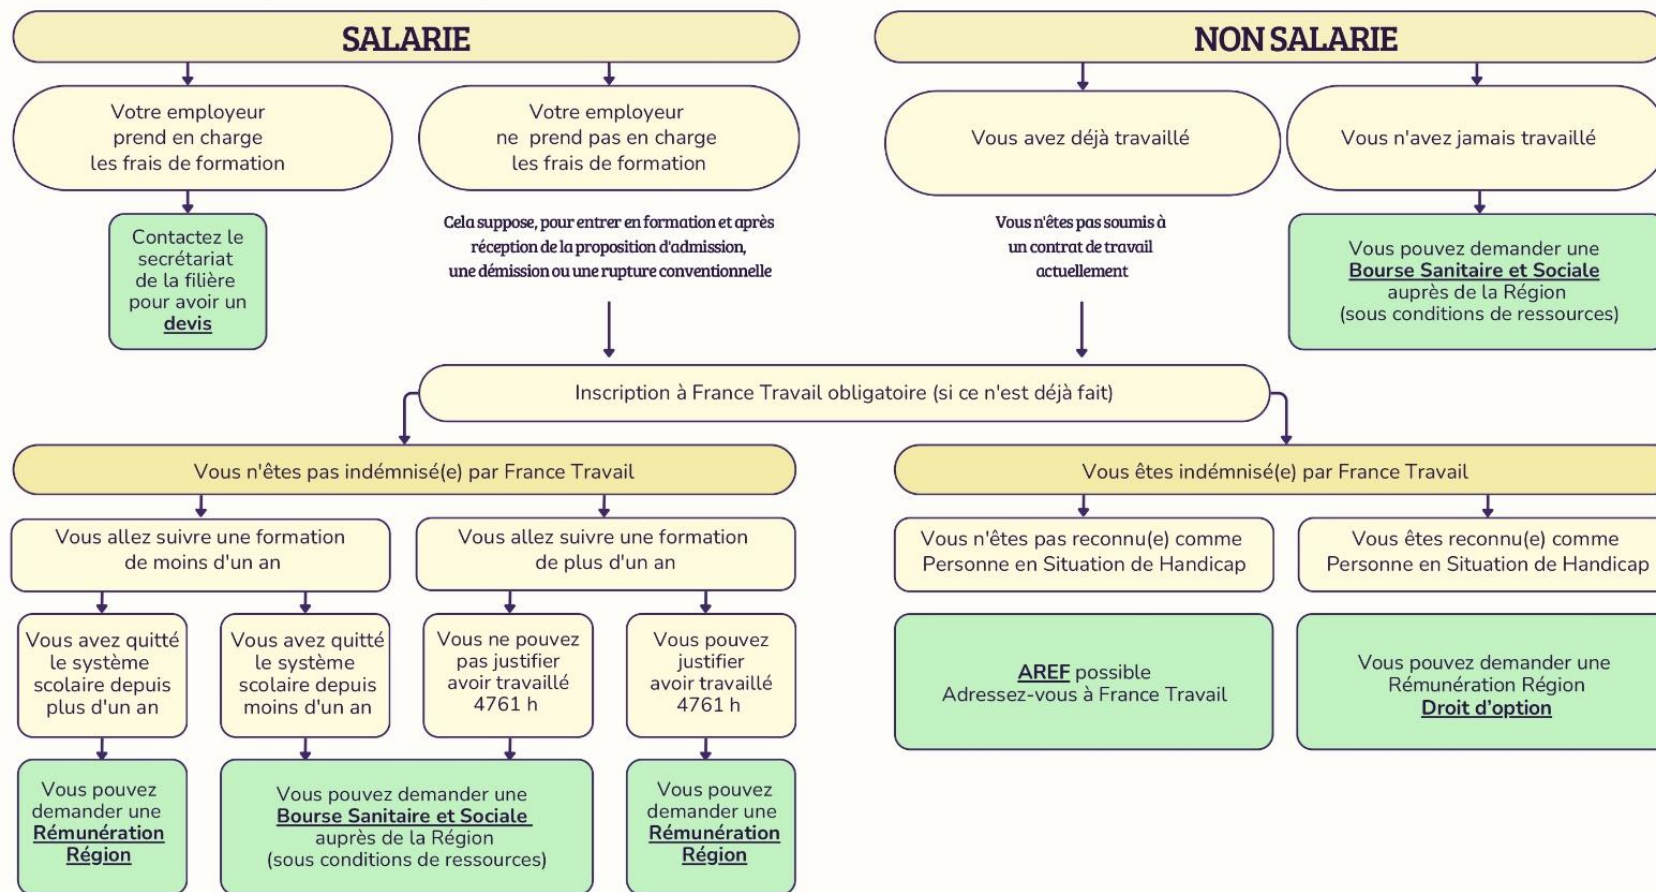 SALARIE
NON SALARIE
Votre employeur
prend en charge
les frais de formation
Votre employeur
ne prend pas en charge
les frais de formation
Vous avez déjà travaillé
Vous n'avez jamais travaillé
Contactez le
secrétariat
de la filière
pour avoir un
devis
Cela suppose, pour entrer en formation et après
réception de la proposition d'admission,
une démission ou une rupture conventionnelle
Vous n'êtes pas soumis à
un contrat de travail
actuellement
Vous pouvez demander une
Bourse Sanitaire et Sociale
auprès de la Région
(sous conditions de ressources)
Inscription à France Travail obligatoire (si ce n'est déjà fait)
Vous n'êtes pas indémnisé(e) par France Travail
Vous êtes indémnisé(e) par France Travail
Vous allez suivre une formation
de moins d'un an
Vous allez suivre une formation
de plus d'un an
Vous n'êtes pas reconnu(e) comme
Personne en Situation de Handicap
Vous êtes reconnu(e) comme
Personne en Situation de Handicap
Vous avez quitté
le système
scolaire depuis
plus d'un an
Vous avez quitté
le système
scolaire depuis
moins d'un an
Vous ne pouvez
pas justifier
avoir travaillé
4761 h
Vous pouvez
justifier
avoir travaillé
4761 h
AREF possible
Adressez-vous à France Travail
Vous pouvez demander une
Rémunération Région
Droit d'option
Vous pouvez
demander une
Rémunération
Région
Vous pouvez demander une
Bourse Sanitaire et Sociale
auprès de la Région
(sous conditions de ressources)
Vous pouvez
demander une
Rémunération
Région